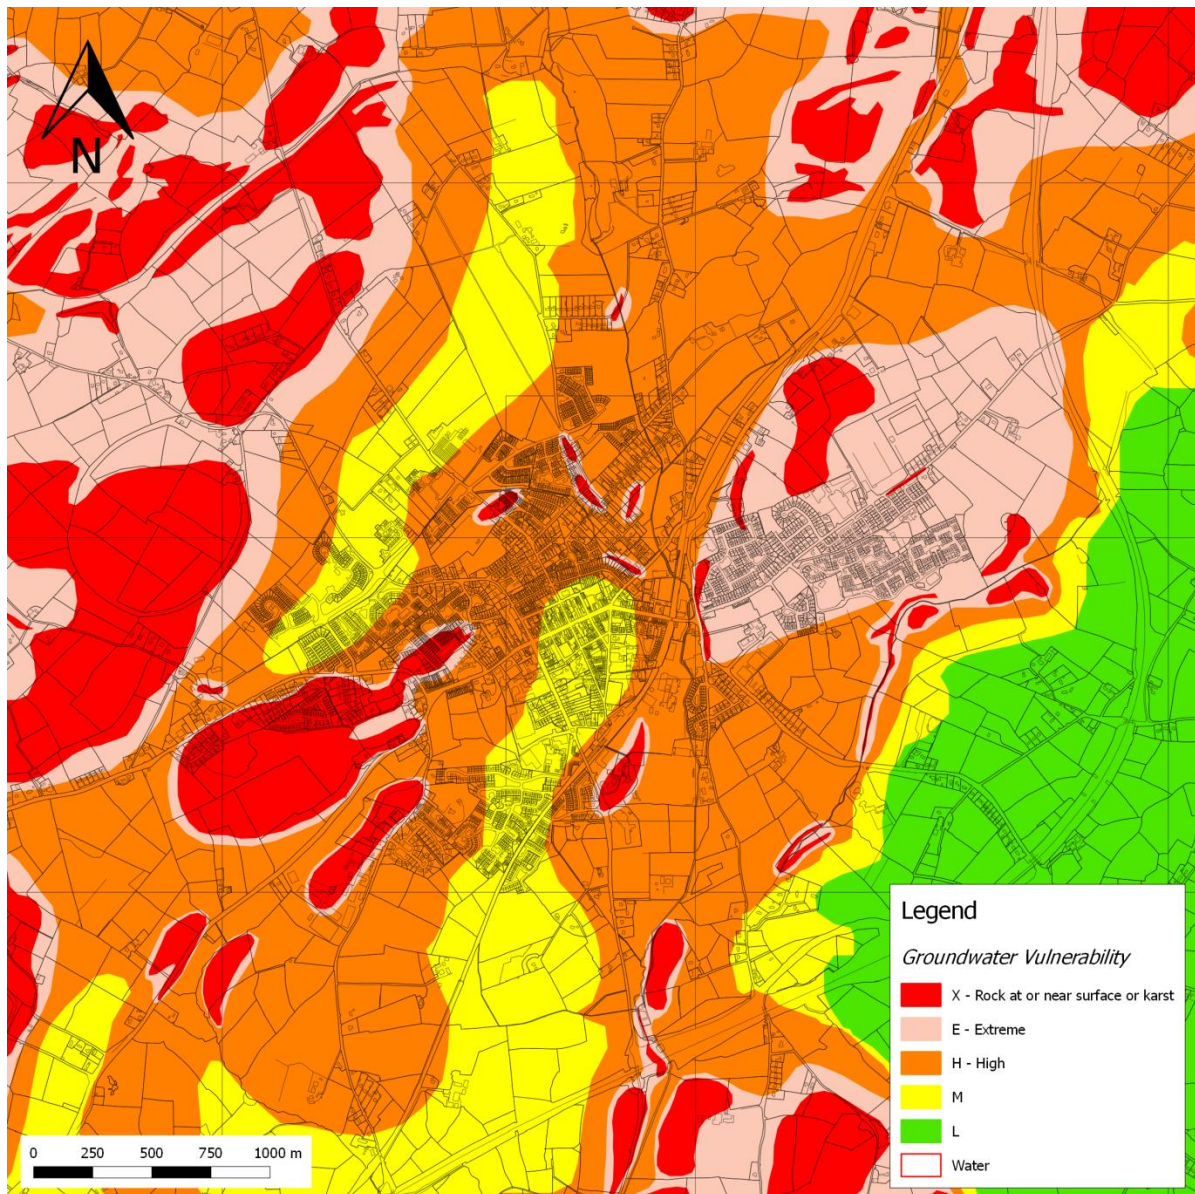 N
Legend
Groundwater Vulnerability
X - Rock at or near surface or karst
E - Extreme
H - High
M
L
Water
0 250 500 750 1000 m